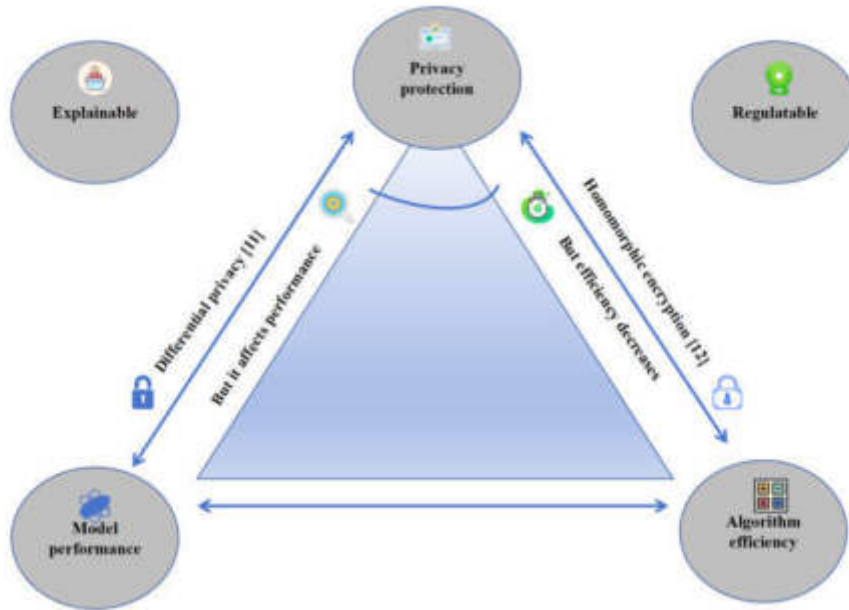 Privacy
protection
Explainable
Regulatable
Differential privacy [11]
But it affects performance
But efficiency decreases
Homomorphic encryption [12]
Model
performance
Algorithm
efficiency